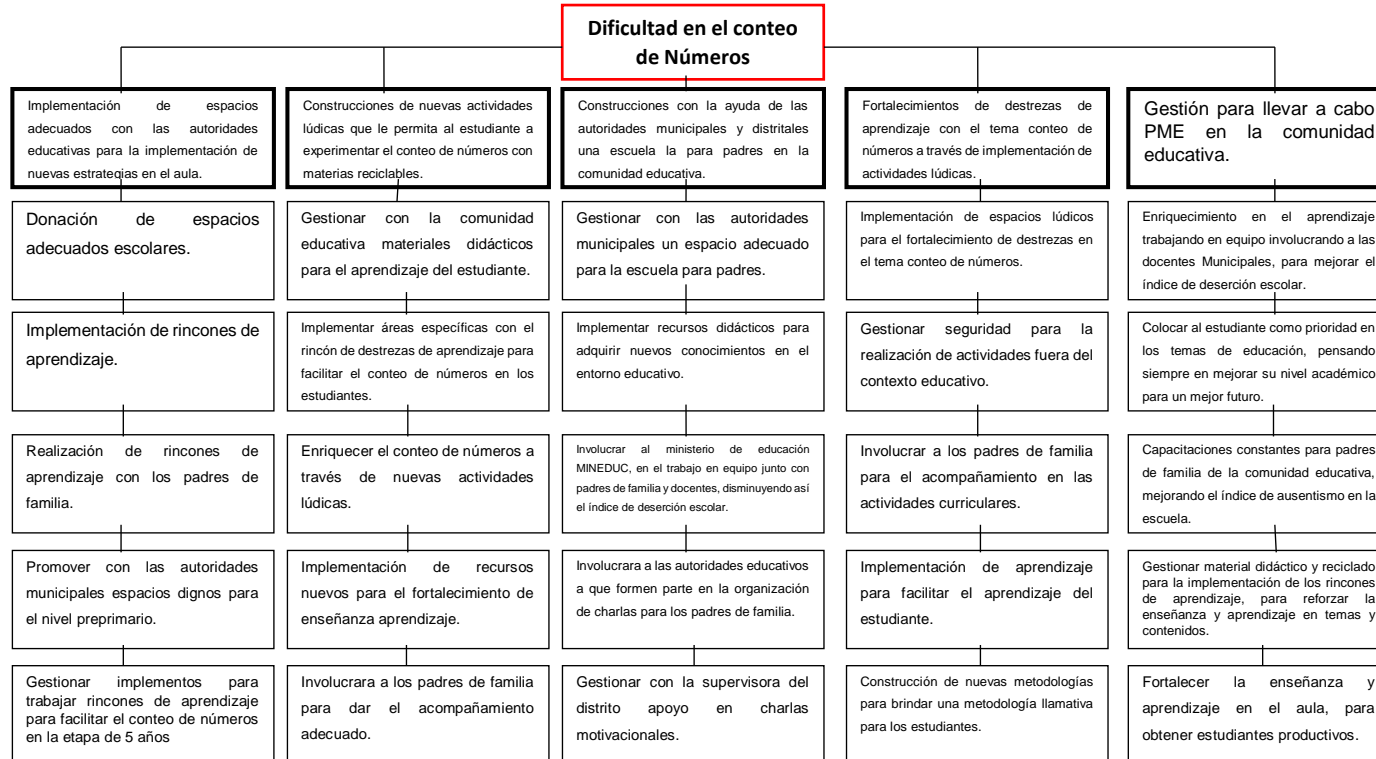 Dificultad en el conteo
de Números
Implementación de espacios
adecuados con las autoridades
educativas para la implementación de
nuevas estrategias en el aula.
Construcciones de nuevas actividades
lúdicas que le permita al estudiante a
experimentar el conteo de números con
materias reciclables.
Construcciones con la ayuda de las
autoridades municipales y distritales
una escuela la para padres en la
comunidad educativa.
Fortalecimientos de destrezas de
aprendizaje con el tema conteo de
números a través de implementación de
actividades lúdicas.
Gestión para llevar a cabo
PME en la comunidad
educativa.
Donación de espacios
adecuados escolares.
Gestionar con la comunidad
educativa materiales didácticos
para el aprendizaje del estudiante.
Gestionar con las autoridades
municipales un espacio adecuado
para la escuela para padres.
Implementación de espacios lúdicos
para el fortalecimiento de destrezas en
el tema conteo de números.
Enriquecimiento en el aprendizaje
trabajando en equipo involucrando a las
docentes Municipales, para mejorar el
índice de deserción escolar.
Implementación de rincones de
aprendizaje.
Implementar áreas específicas con el
rincón de destrezas de aprendizaje para
facilitar el conteo de números en los
estudiantes.
Implementar recursos didácticos para
adquirir nuevos conocimientos en el
entorno educativo.
Gestionar seguridad para la
realización de actividades fuera del
contexto educativo.
Colocar al estudiante como prioridad en
los temas de educación, pensando
siempre en mejorar su nivel académico
para un mejor futuro.
Realización de rincones de
aprendizaje con los padres de
familia.
Enriquecer el conteo de números a
través de nuevas actividades
lúdicas.
Involucrar al ministerio de educación
MINEDUC, en el trabajo en equipo junto con
padres de familia y docentes, disminuyendo así
el índice de deserción escolar.
Involucrar a los padres de familia
para el acompañamiento en las
actividades curriculares.
Capacitaciones constantes para padres
de familia de la comunidad educativa,
mejorando el índice de ausentismo en la
escuela.
Promover con las autoridades
municipales espacios dignos para
el nivel preprimario.
Implementación de recursos
nuevos para el fortalecimiento de
enseñanza aprendizaje.
Involucrara a las autoridades educativos
a que formen parte en la organización
de charlas para los padres de familia.
Implementación de aprendizaje
para facilitar el aprendizaje del
estudiante.
Gestionar material didáctico y reciclado
para la implementación de los rincones
de aprendizaje, para reforzar la
enseñanza y aprendizaje en temas y
contenidos.
Gestionar implementos para
trabajar rincones de aprendizaje
para facilitar el conteo de números
en la etapa de 5 años
Involucrara a los padres de familia
para dar el acompañamiento
adecuado.
Gestionar con la supervisora del
distrito apoyo en charlas
motivacionales.
Construcción de nuevas metodologías
para brindar una metodología llamativa
para los estudiantes.
Fortalecer la enseñanza y
aprendizaje en el aula, para
obtener estudiantes productivos.